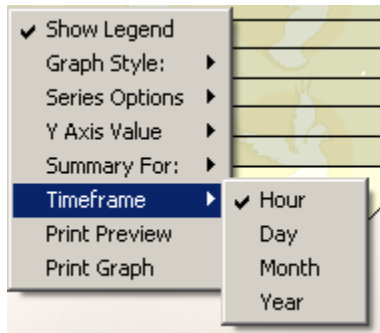 Show Legend
Graph Style:
Series Options
Y Axis Value
Summary For:
Timeframe
Print Preview
Print Graph
Hour
Day
Month
Year